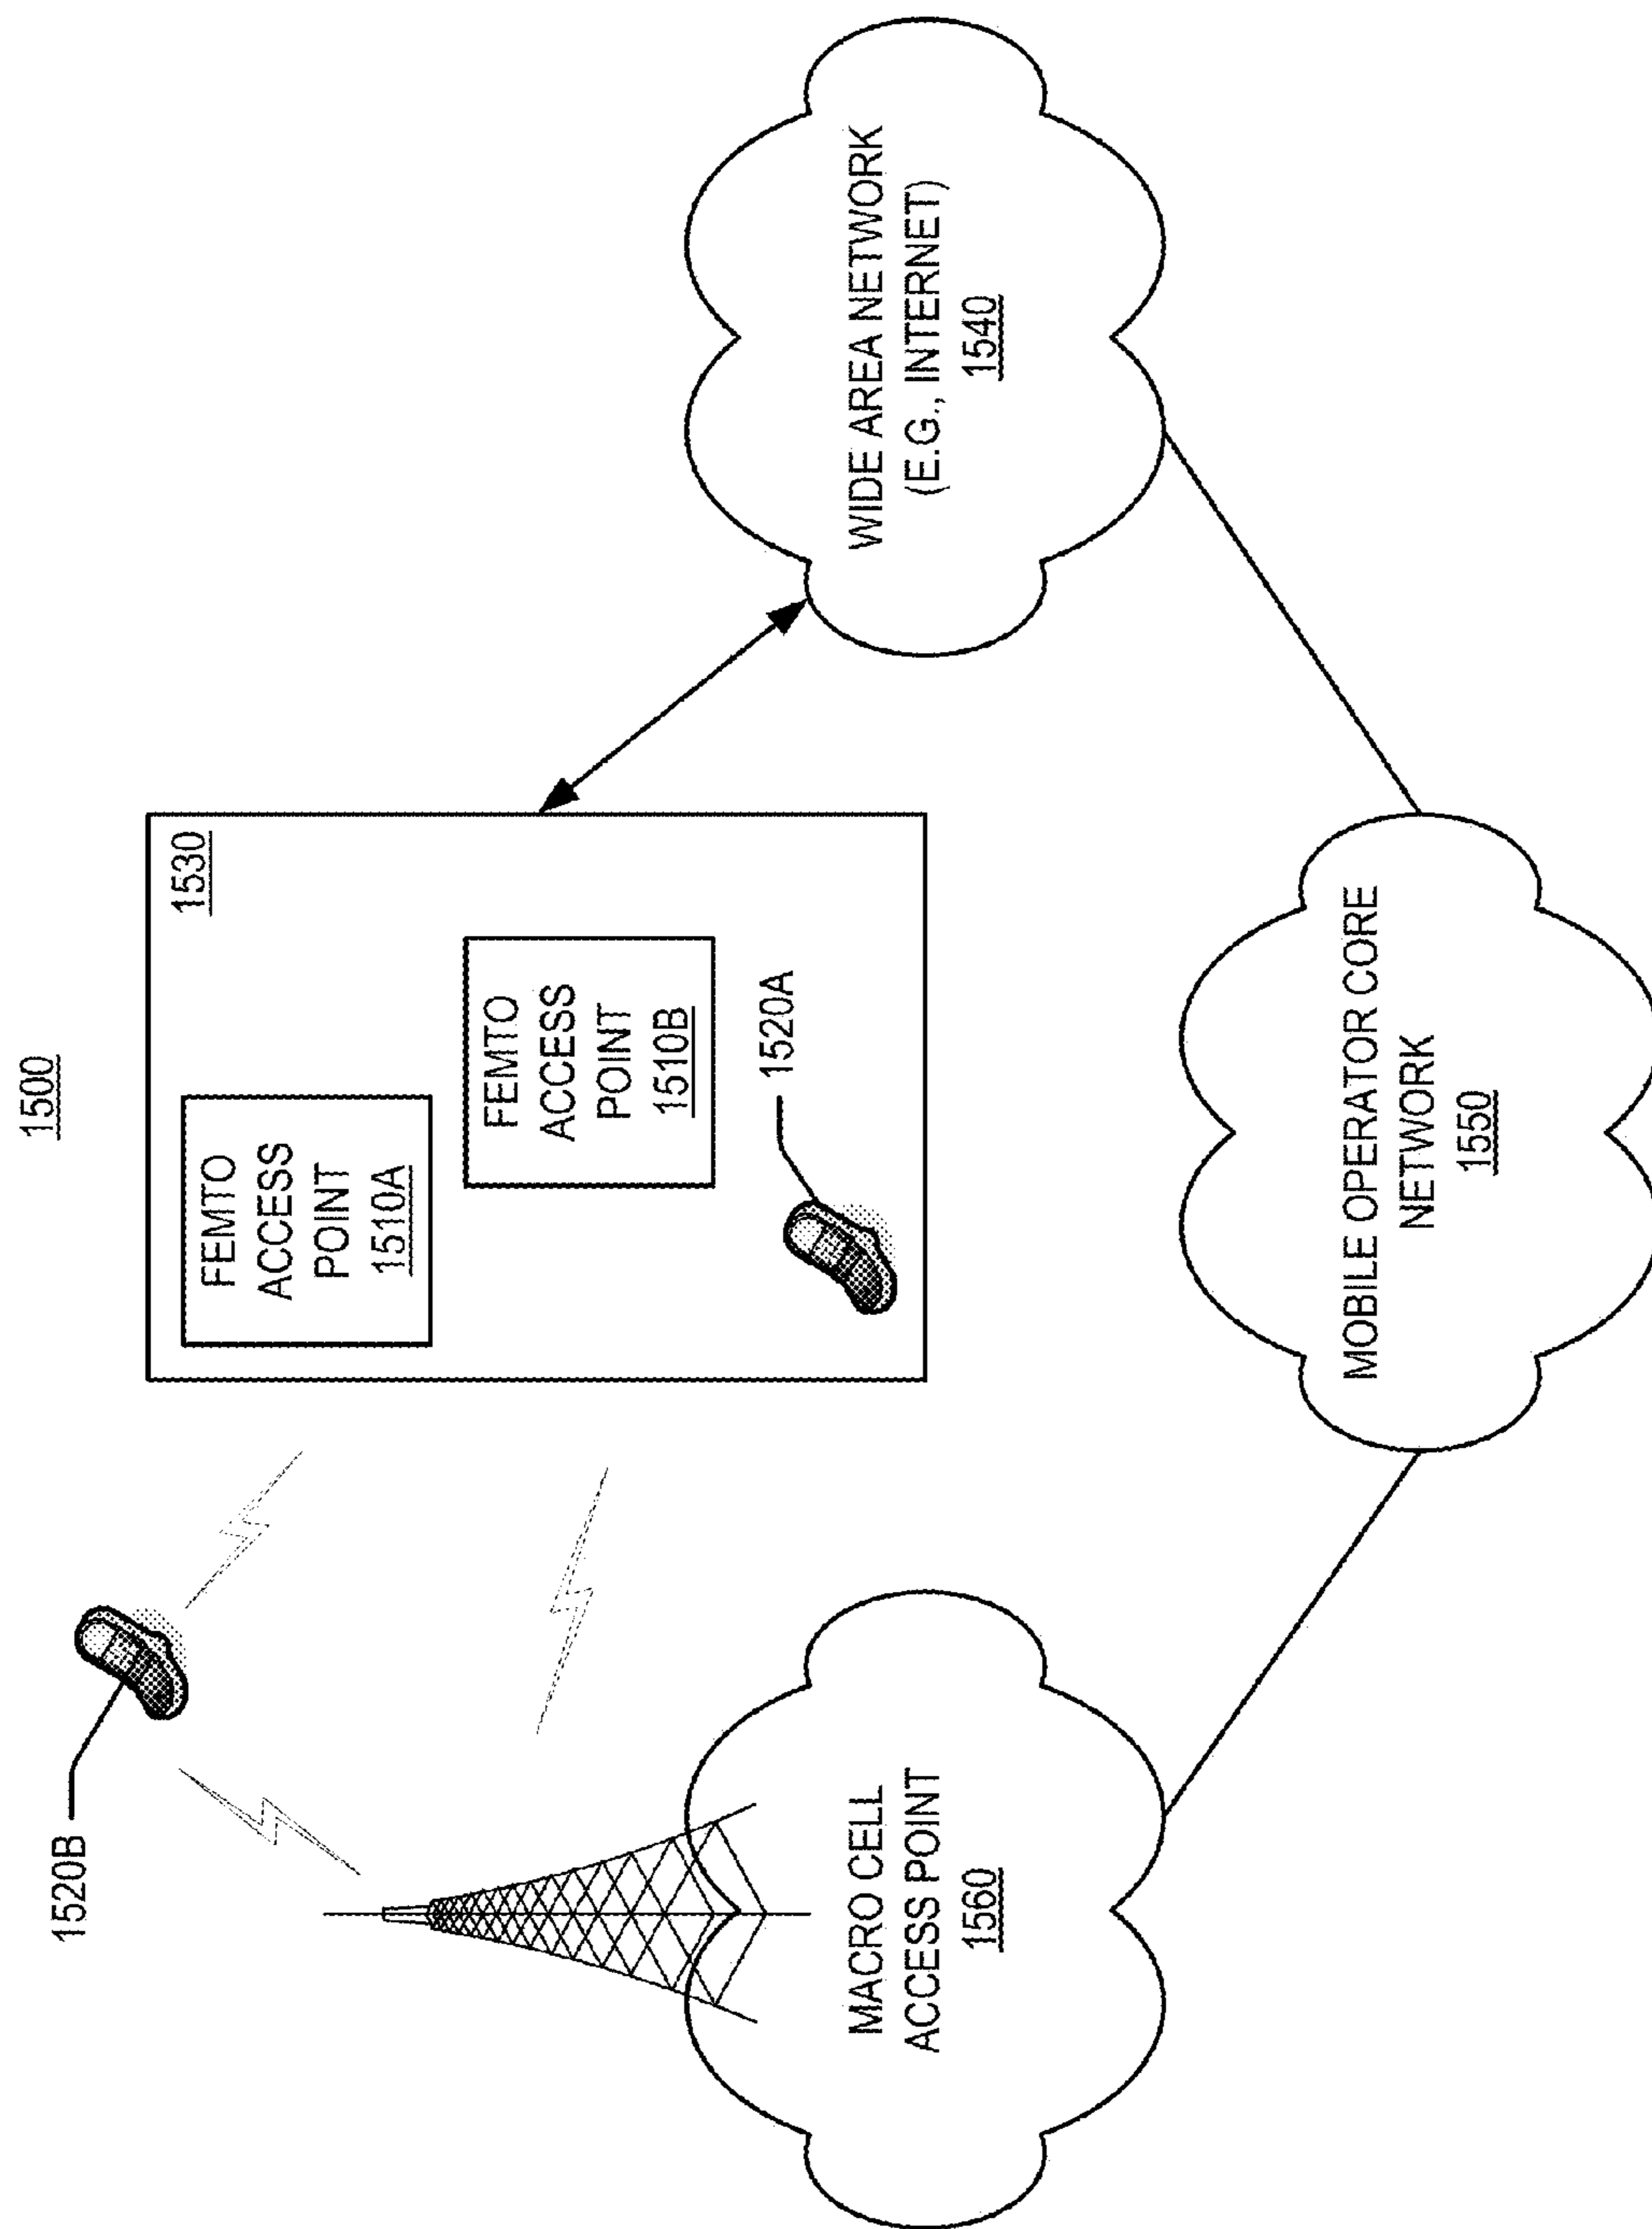 1500
1520B
1530
FEMTO
ACCESS
POINT
1510A
FEMTO
ACCESS
POINT
1510B
1520A
MACRO CELL
ACCESS POINT
1560
WIDE AREA NETWORK
(E.G., INTERNET)
1540
MOBILE OPERATOR CORE
NETWORK
1550